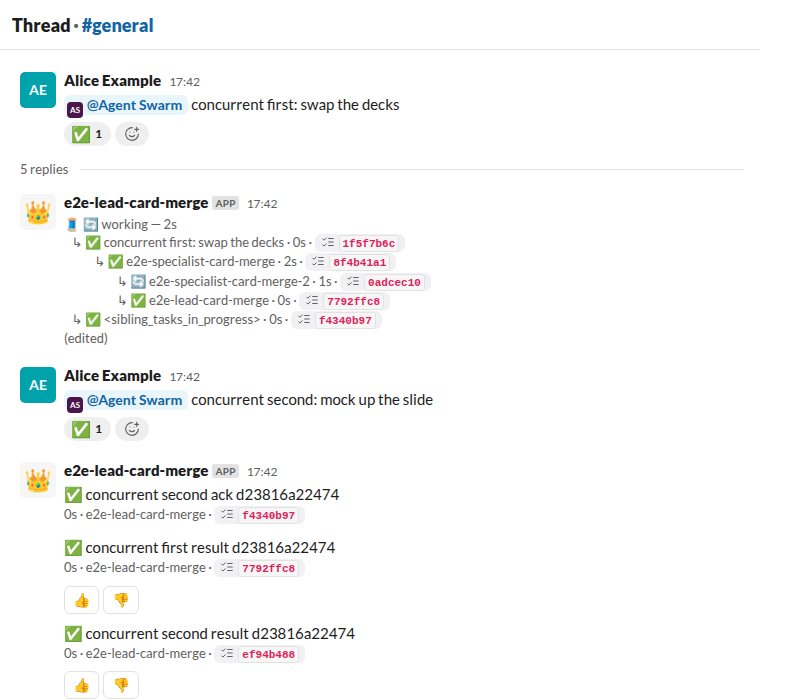 Thread • #general
AE
Alice Example 17:42
AS @Agent Swarm concurrent first: swap the decks
✅ 1
5 replies
e2e-lead-card-merge APP 17:42
🧵 🔄 working — 2s
↳ ✅ concurrent first: swap the decks · 0s · 1f5f7b6c
↳ ✅ e2e-specialist-card-merge · 2s · 8f4b41a1
↳ 🔄 e2e-specialist-card-merge-2 · 1s · 0adcec10
↳ ✅ e2e-lead-card-merge · 0s · 7792ffc8
↳ ✅ <sibling_tasks_in_progress> · 0s · f4340b97
(edited)
AE
Alice Example 17:42
AS @Agent Swarm concurrent second: mock up the slide
✅ 1
e2e-lead-card-merge APP 17:42
✅ concurrent second ack d23816a22474
0s · e2e-lead-card-merge · f4340b97
✅ concurrent first result d23816a22474
0s · e2e-lead-card-merge · 7792ffc8
👍 👎
✅ concurrent second result d23816a22474
0s · e2e-lead-card-merge · ef94b488
👍 👎